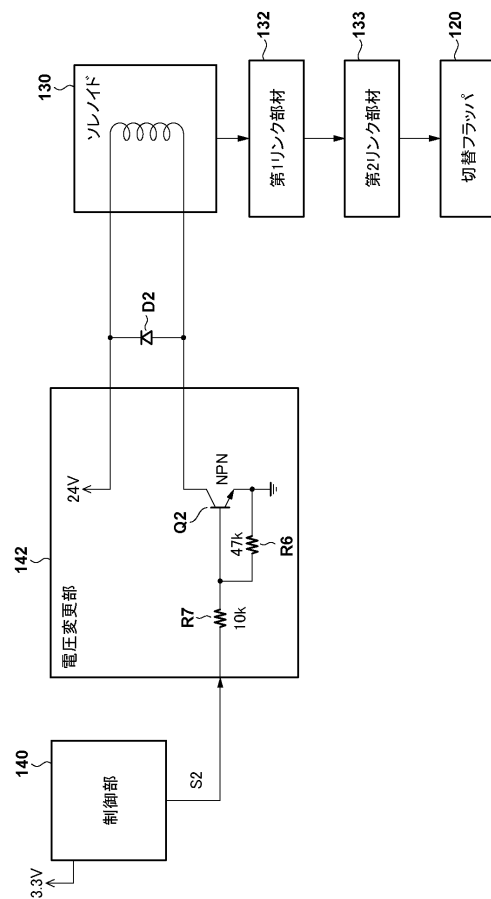 3.3V
140
制御部
S2
142
電圧変更部
24V
R7
10k
Q2
NPN
47k
R6
D2
130
ソレノイド
132
第1リンク部材
133
第2リンク部材
120
切替フラッパ